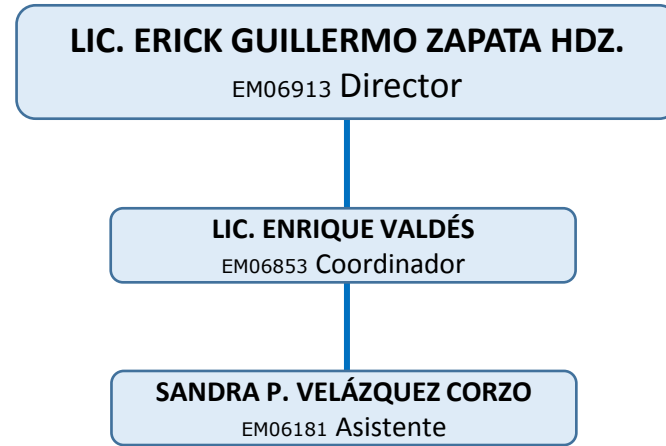 LIC. ERICK GUILLERMO ZAPATA HDZ.
EM06913 Director
LIC. ENRIQUE VALDÉS
EM06853 Coordinador
SANDRA P. VELÁZQUEZ CORZO
EM06181 Asistente